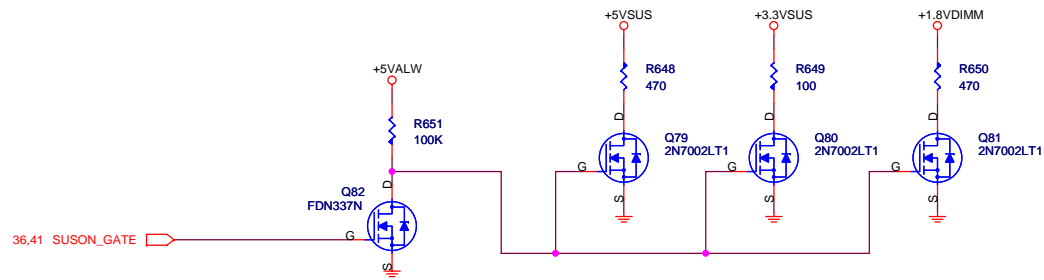 +5VSUS
+3.3VSUS
+1.8VDIMM
+5VALW
R648
470
R649
100
R650
470
R651
100K
D
D
D
Q79
2N7002LT1
Q80
2N7002LT1
Q81
2N7002LT1
G
G
G
D
S
S
S
Q82
FDN337N
36,41 SUSON_GATE
G
S